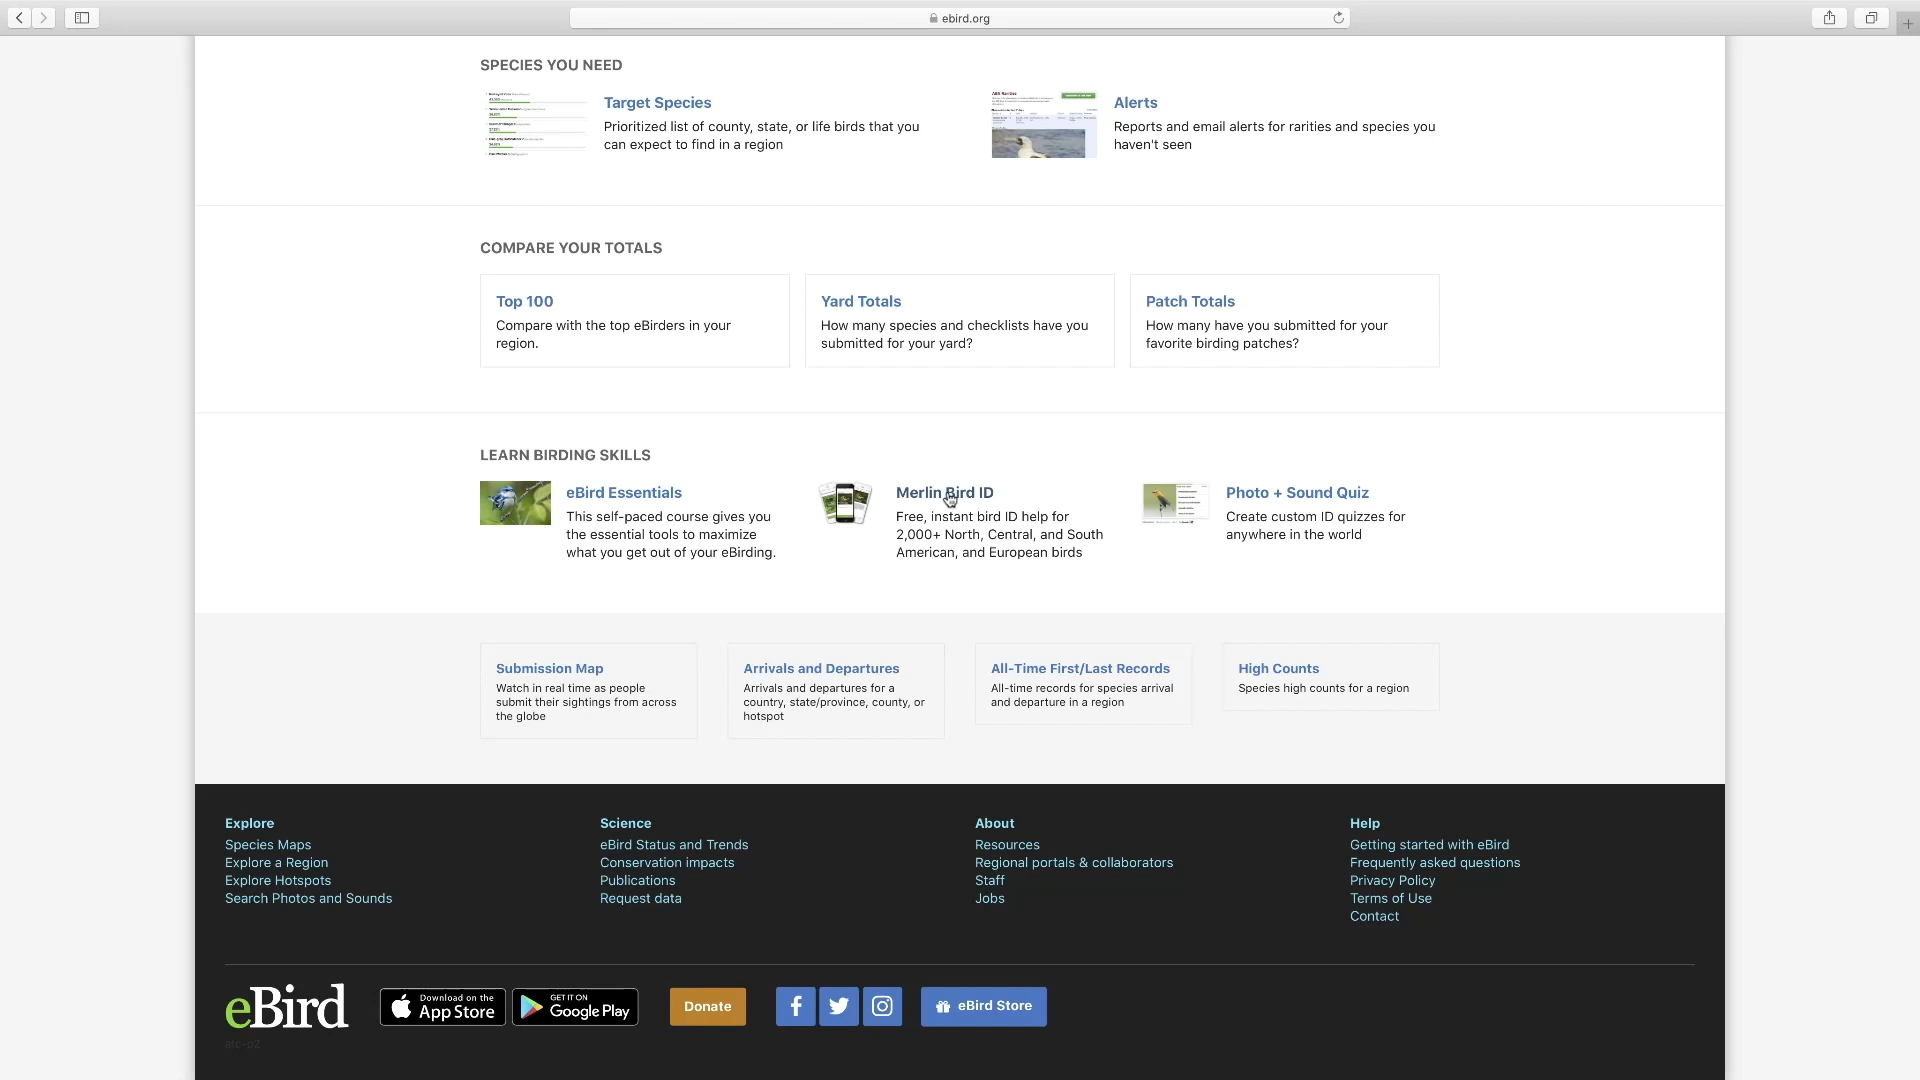 ebird.org
SPECIES YOU NEED
Target Species
Prioritized list of county, state, or life birds that you
can expect to find in a region
Alerts
Reports and email alerts for rarities and species you
haven't seen
COMPARE YOUR TOTALS
Top 100
Compare with the top eBirders in your
region.
Yard Totals
How many species and checklists have you
submitted for your yard?
Patch Totals
How many have you submitted for your
favorite birding patches?
LEARN BIRDING SKILLS
eBird Essentials
This self-paced course gives you
the essential tools to maximize
what you get out of your eBirding.
Merlin Bird ID
Free, instant bird ID help for
2,000+ North, Central, and South
American, and European birds
Photo + Sound Quiz
Create custom ID quizzes for
anywhere in the world
Submission Map
Watch in real time as people
submit their sightings from across
the globe
Arrivals and Departures
Arrivals and departures for a
country, state/province, county, or
hotspot
All-Time First/Last Records
All-time records for species arrival
and departure in a region
High Counts
Species high counts for a region
Explore
Species Maps
Explore a Region
Explore Hotspots
Search Photos and Sounds
Science
eBird Status and Trends
Conservation impacts
Publications
Request data
About
Resources
Regional portals & collaborators
Staff
Jobs
Help
Getting started with eBird
Frequently asked questions
Privacy Policy
Terms of Use
Contact
eBird
Download on the
App Store
GET IT ON
Google Play
Donate
eBird Store